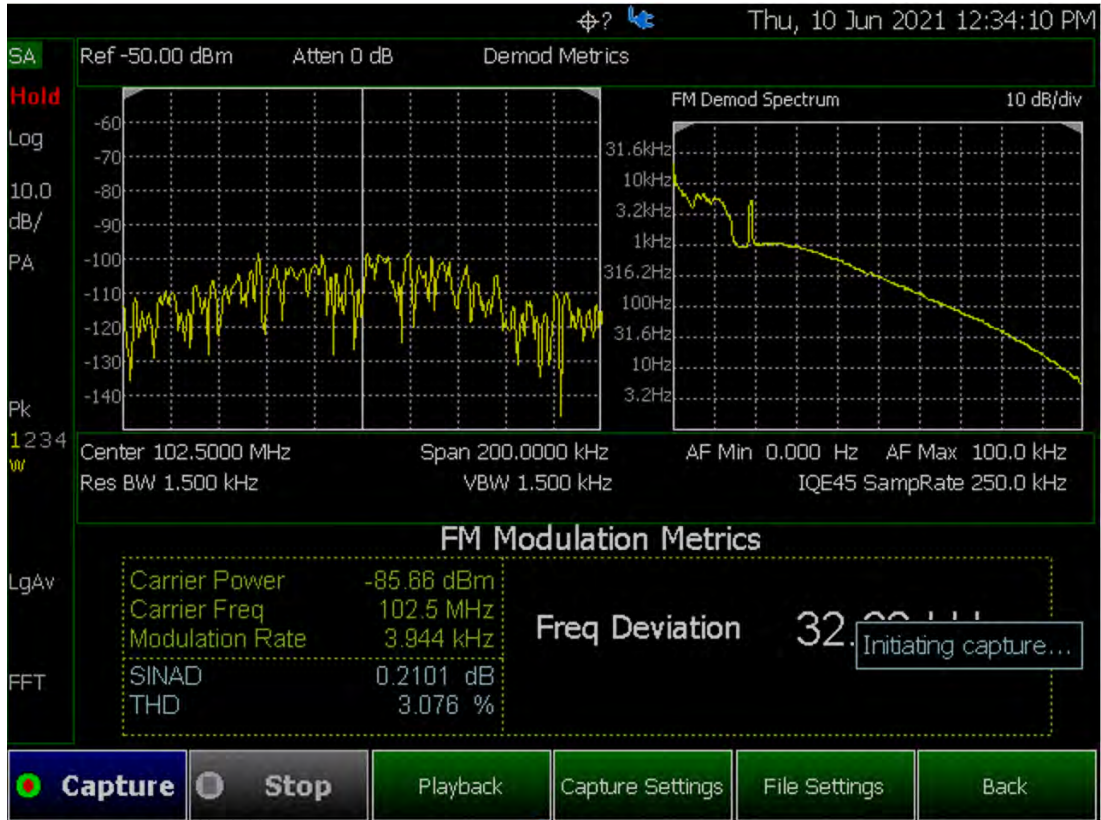 Thu, 10 Jun 2021 12:34:10 PM
SA
Ref -50.00 dBm Atten 0 dB Demod Metrics
Hold
Log
10.0
dB/
PA
Pk
1234
W
LgAv
FFT
-60
-70
-80
-90
-100
-110
-120
-130
-140
FM Demod Spectrum 10 dB/div
31.6kHz
10kHz
3.2kHz
1kHz
316.2Hz
100Hz
31.6Hz
10Hz
3.2Hz
Center 102.5000 MHz Span 200.0000 kHz AF Min 0.000 Hz AF Max 100.0 kHz
Res BW 1.500 kHz VBW 1.500 kHz IQE45 SampRate 250.0 kHz
FM Modulation Metrics
Carrier Power -85.66 dBm
Carrier Freq 102.5 MHz
Modulation Rate 3.944 kHz
SINAD 0.2101 dB
THD 3.076 %
Freq Deviation 32.
Initiating capture...
Capture Stop Playback Capture Settings File Settings Back